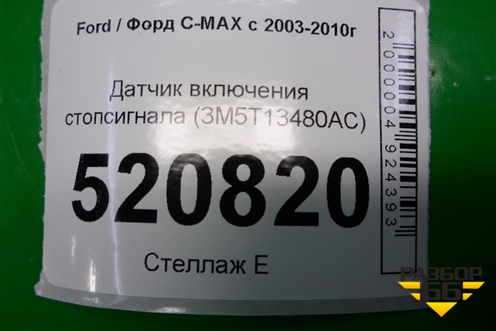 Ford / Форд C-MAX с 2003-2010г
Датчик включения
стопсигнала (3M5T13480AC)
520820
Стеллаж Е
2000004924393
РАЗБОР
66